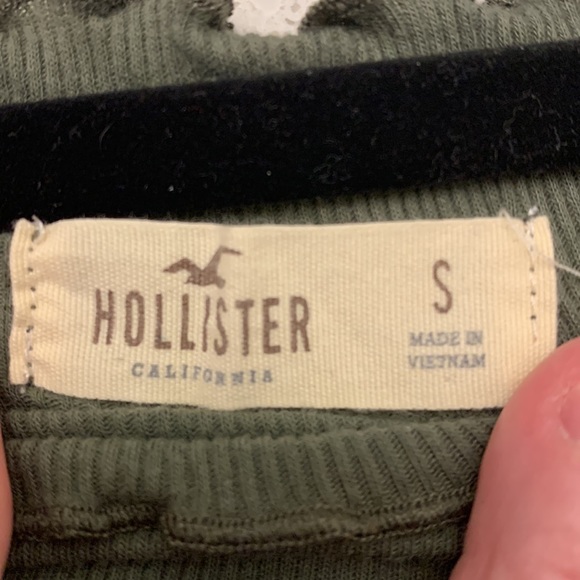 HOLLISTER
CALIFORNIA
S
MADE IN
VIETNAM